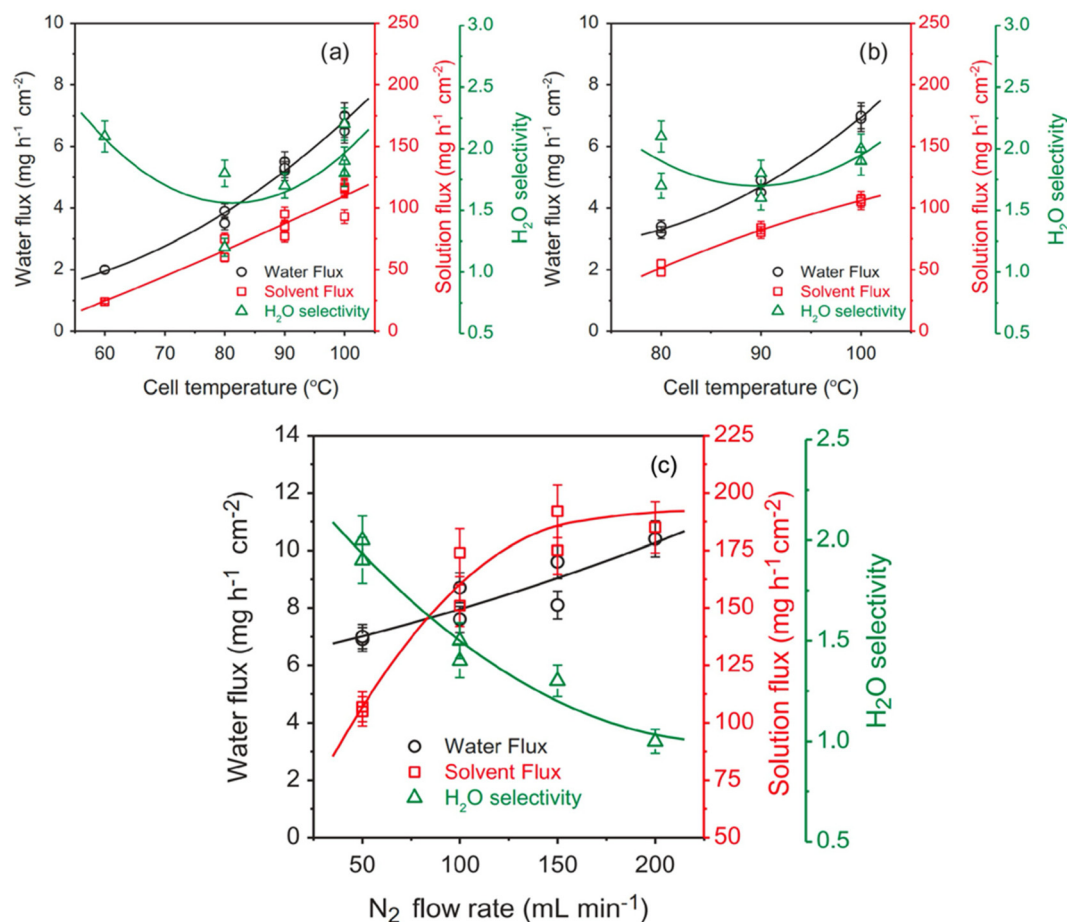 (a)
Water flux (mg h⁻¹ cm⁻²)
10
8
6
4
2
0
60 70 80 90 100
Cell temperature (°C)
250
200
150
100
50
0
Solution flux (mg h⁻¹ cm⁻²)
3.0
2.5
2.0
1.5
1.0
0.5
H₂O selectivity
Water Flux
Solvent Flux
H₂O selectivity
(b)
Water flux (mg h⁻¹ cm⁻²)
10
8
6
4
2
0
80 90 100
Cell temperature (°C)
250
200
150
100
50
0
Solution flux (mg h⁻¹ cm⁻²)
3.0
2.5
2.0
1.5
1.0
0.5
H₂O selectivity
Water Flux
Solvent Flux
H₂O selectivity
(c)
Water flux (mg h⁻¹ cm⁻²)
14
12
10
8
6
4
2
0
50 100 150 200
N₂ flow rate (mL min⁻¹)
225
200
175
150
125
100
75
50
Solution flux (mg h⁻¹ cm⁻²)
2.5
2.0
1.5
1.0
0.5
H₂O selectivity
Water Flux
Solvent Flux
H₂O selectivity